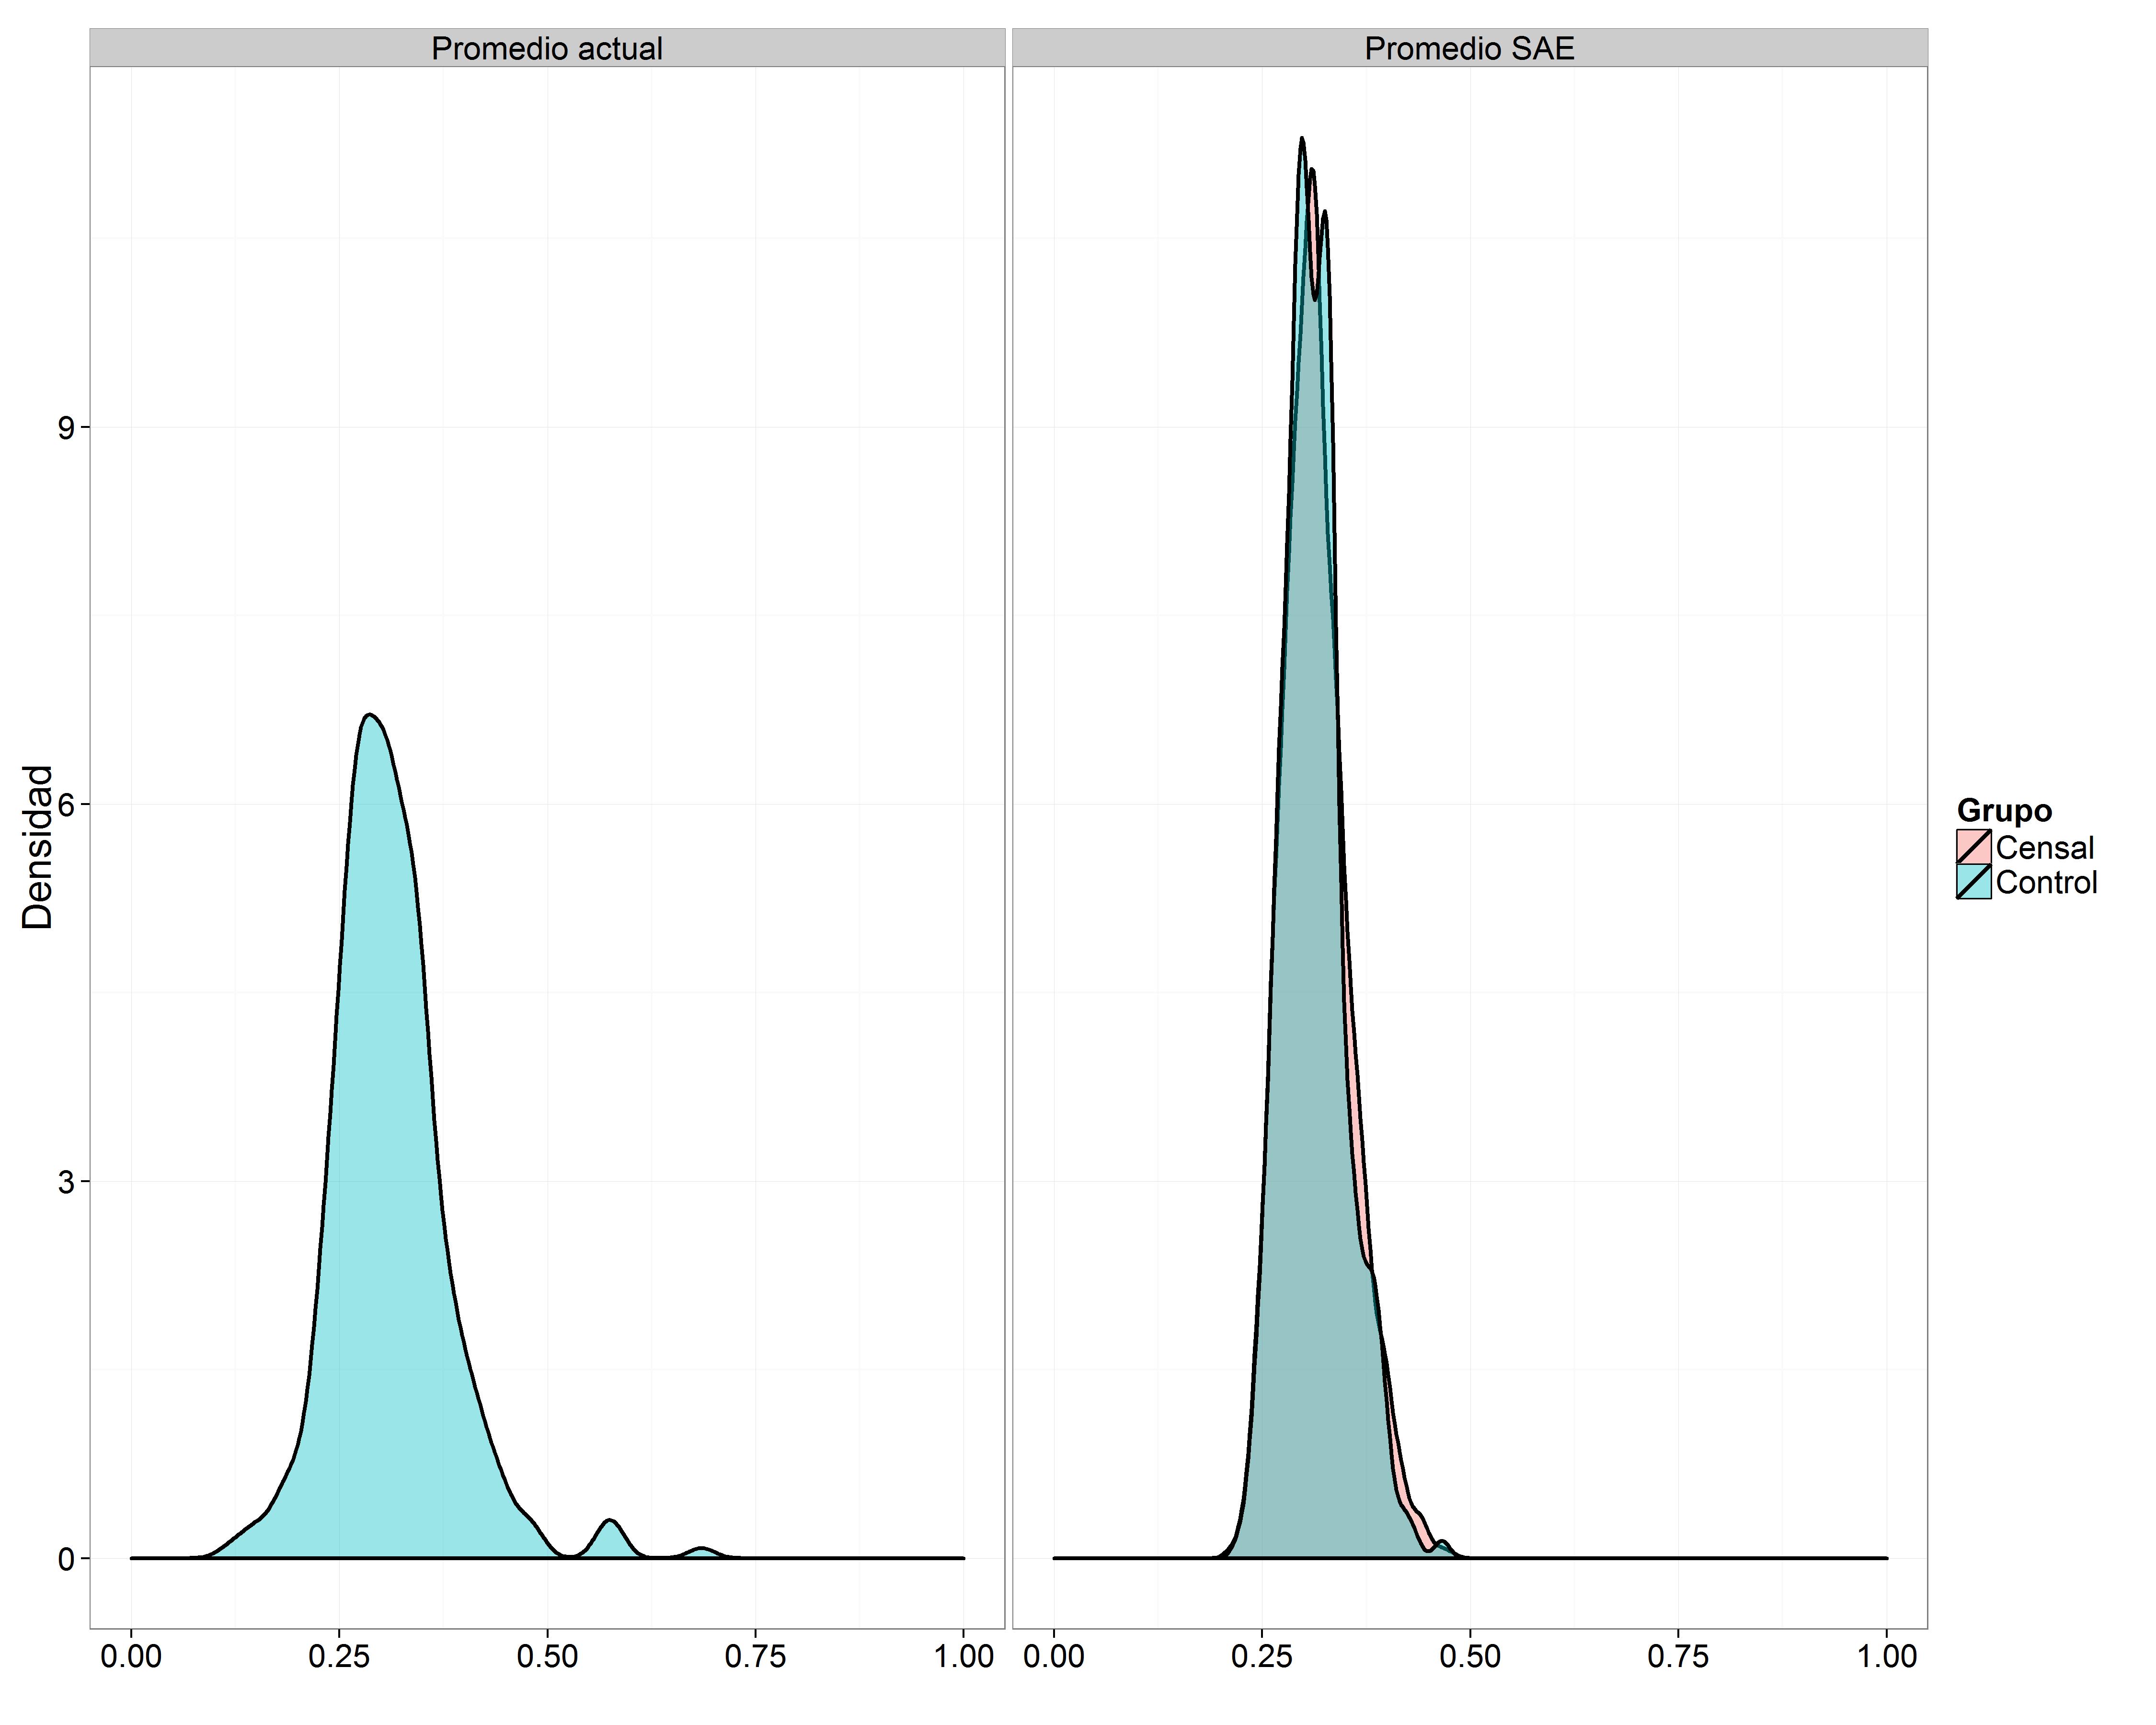 Promedio actual
Promedio SAE
Densidad
9
6
3
0
0.00 0.25 0.50 0.75 1.00
0.00 0.25 0.50 0.75 1.00
Grupo
Censal
Control